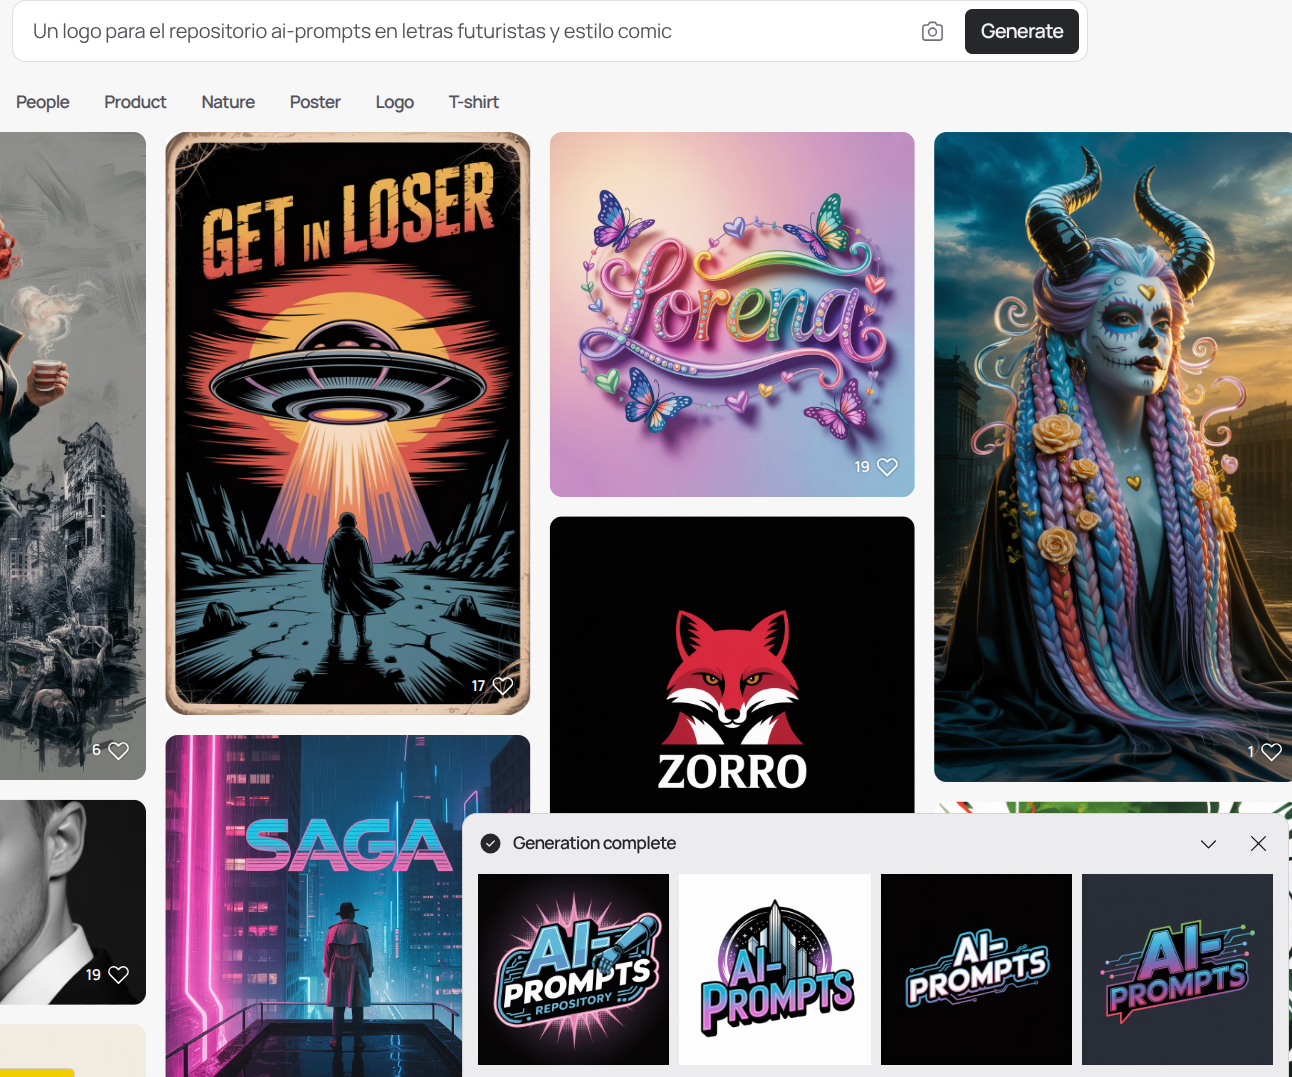 Un logo para el repositorio ai-prompts en letras futuristas y estilo comic
Generate
People
Product
Nature
Poster
Logo
T-shirt
GET IN LOSER
17
Lorena
19
1
6
ZORRO
SAGA
19
Generation complete
AI-
PROMPTS
REPOSITORY
AI-
PROMPTS
AI-
PROMPTS
AI-
PROMPTS